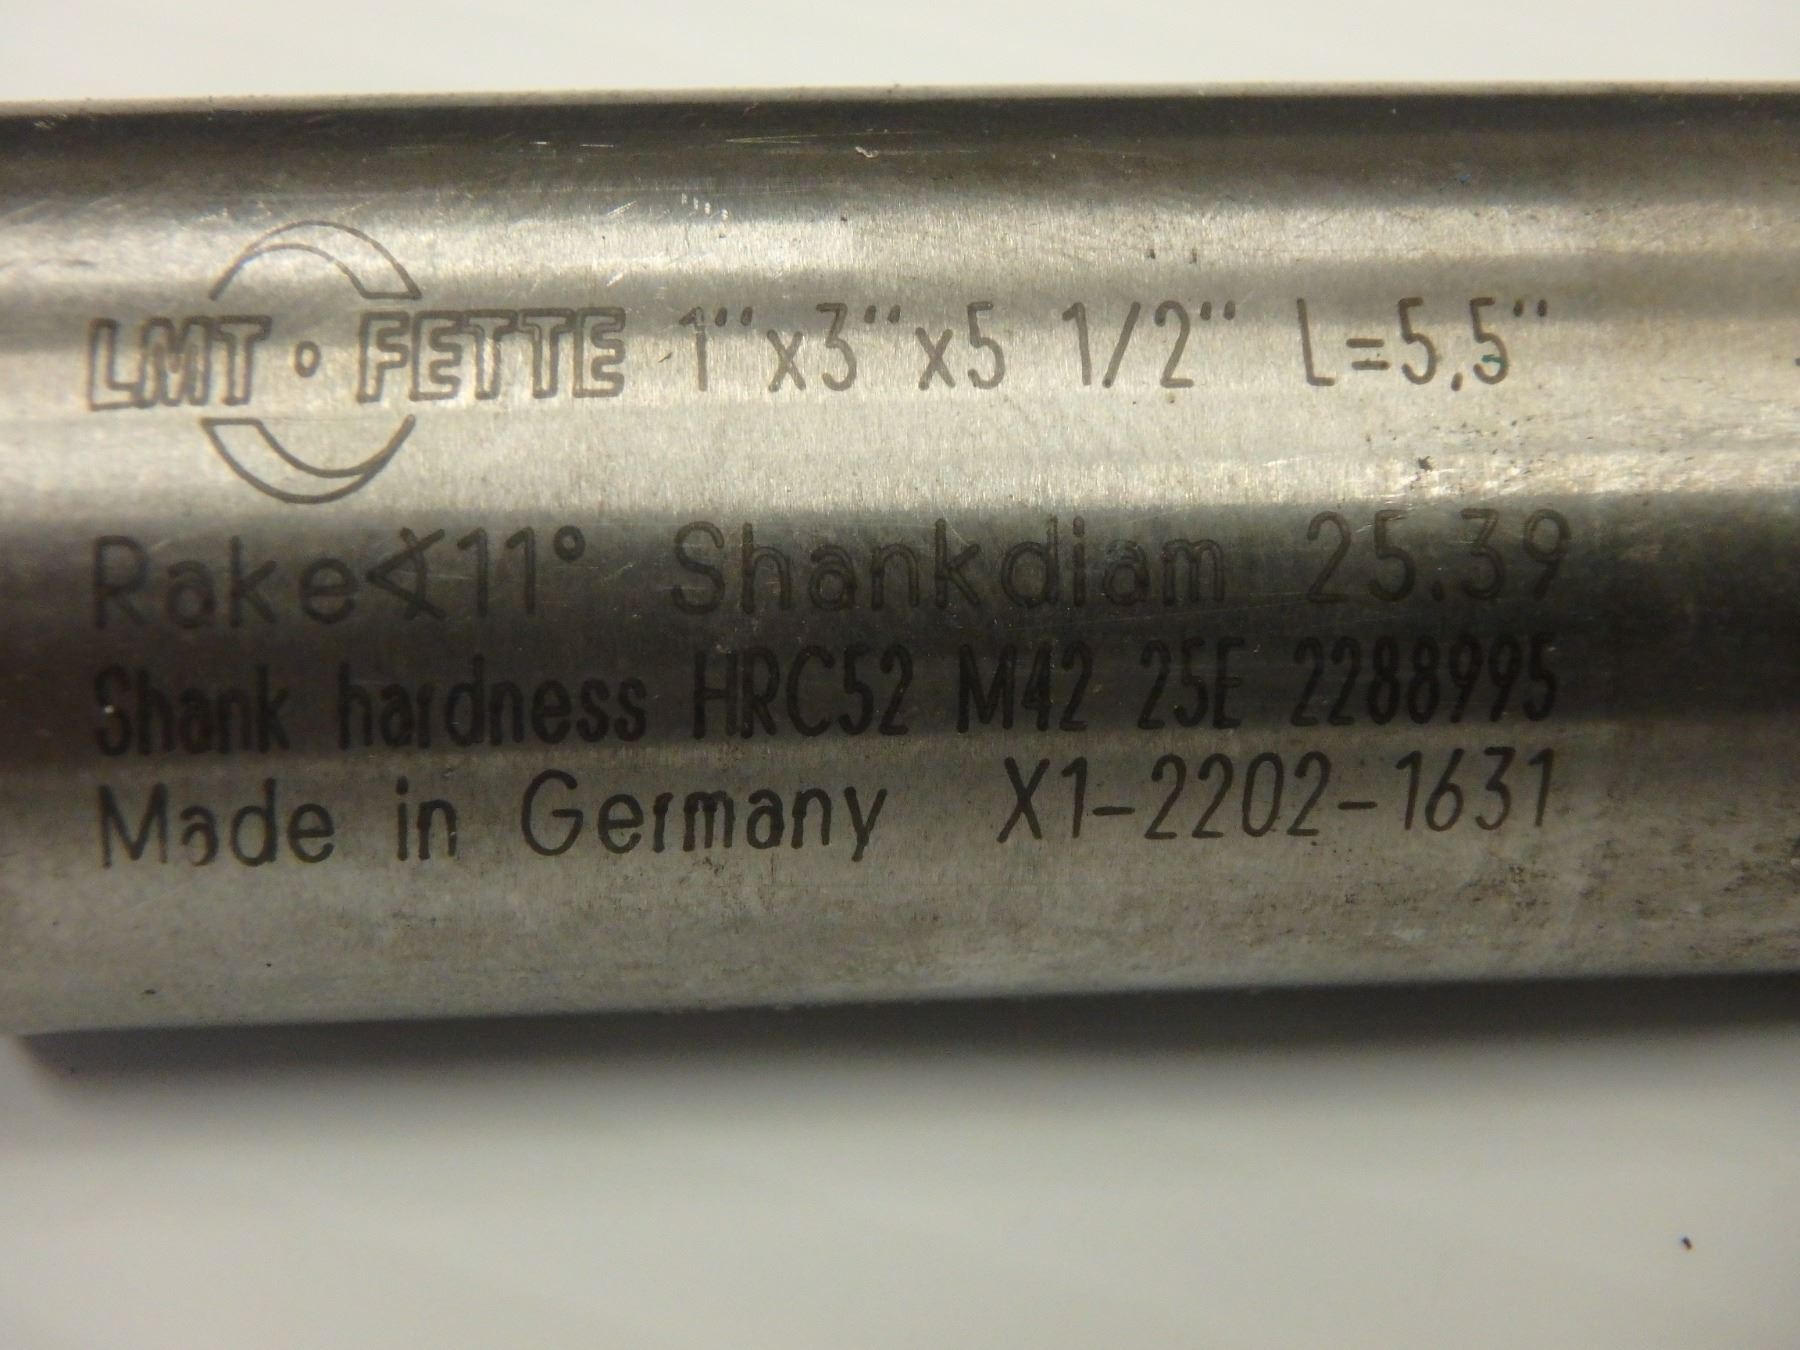 LMT • FETTE 1"x3"x5 1/2" L=5,5"
Rake∢11° Shankdiam 25.39
Shank hardness HRC52 M42 25E 2288995
Made in Germany X1-2202-1631